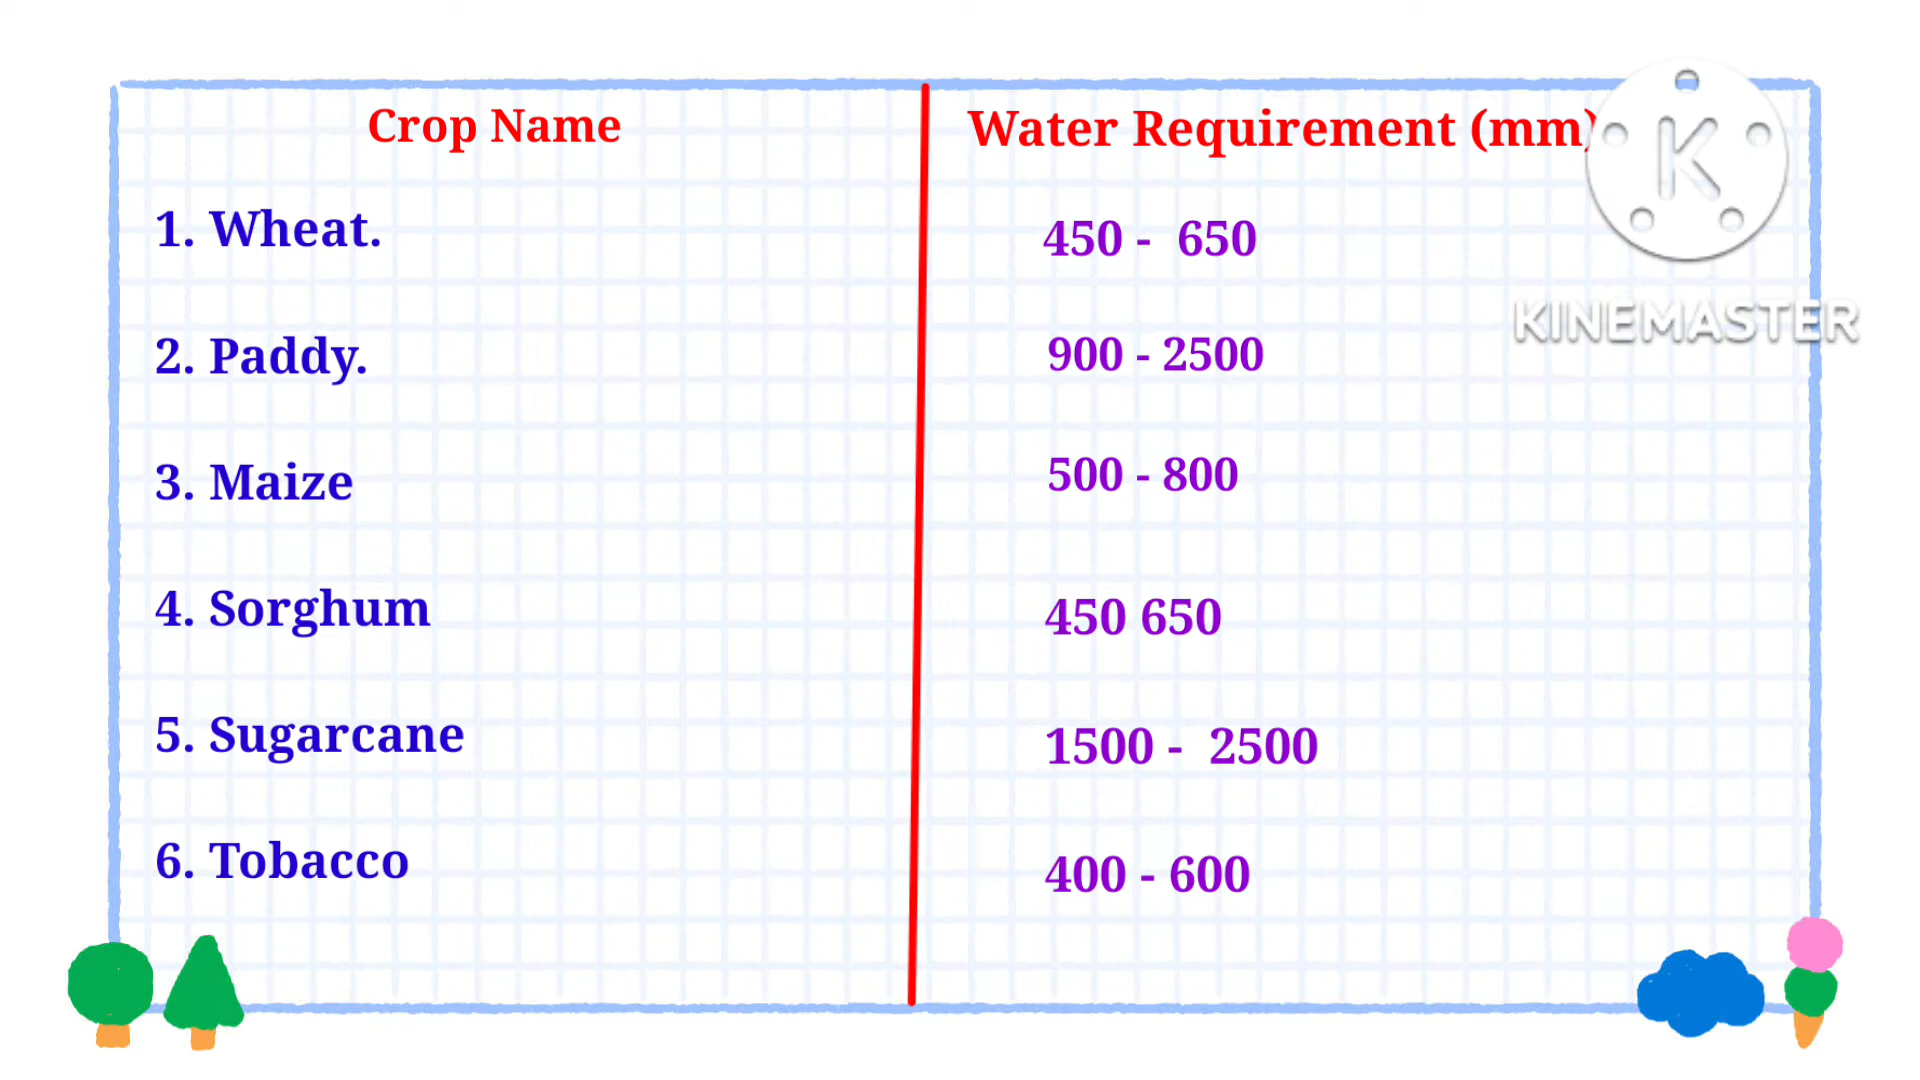 Crop Name
Water Requirement (mm)
1. Wheat.
450 - 650
2. Paddy.
900 - 2500
3. Maize
500 - 800
4. Sorghum
450 650
5. Sugarcane
1500 - 2500
6. Tobacco
400 - 600
K
KINEMASTER